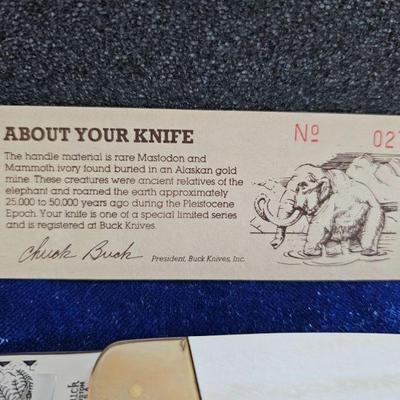 ABOUT YOUR KNIFE
Nº 027
The handle material is rare Mastodon and
Mammoth ivory found buried in an Alaskan gold
mine. These creatures were ancient relatives of the
elephant and roamed the earth approximately
25,000 to 50,000 years ago during the Pleistocene
Epoch. Your knife is one of a special limited series
and is registered at Buck Knives.
Chuck Buck President, Buck Knives, Inc.